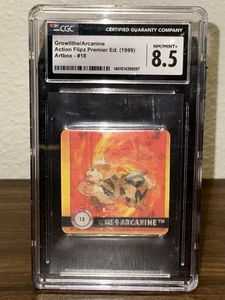 CGC
CERTIFIED GUARANTY COMPANY
Growlithe/Arcanine
Action Flipz Premier Ed. (1999)
Artbox - #18
NM/MINT+
8.5
18
ARCANINE™